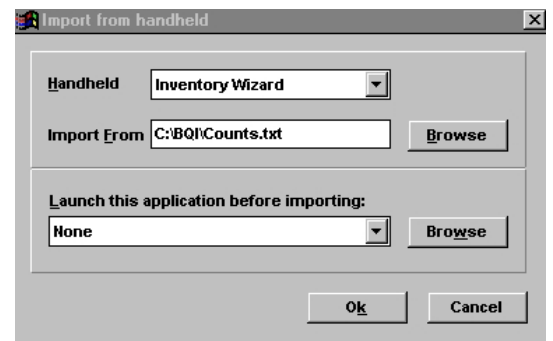 Import from handheld
Handheld Inventory Wizard
Import From C:\BQI\Counts.txt Browse
Launch this application before importing:
None Browse
Ok Cancel